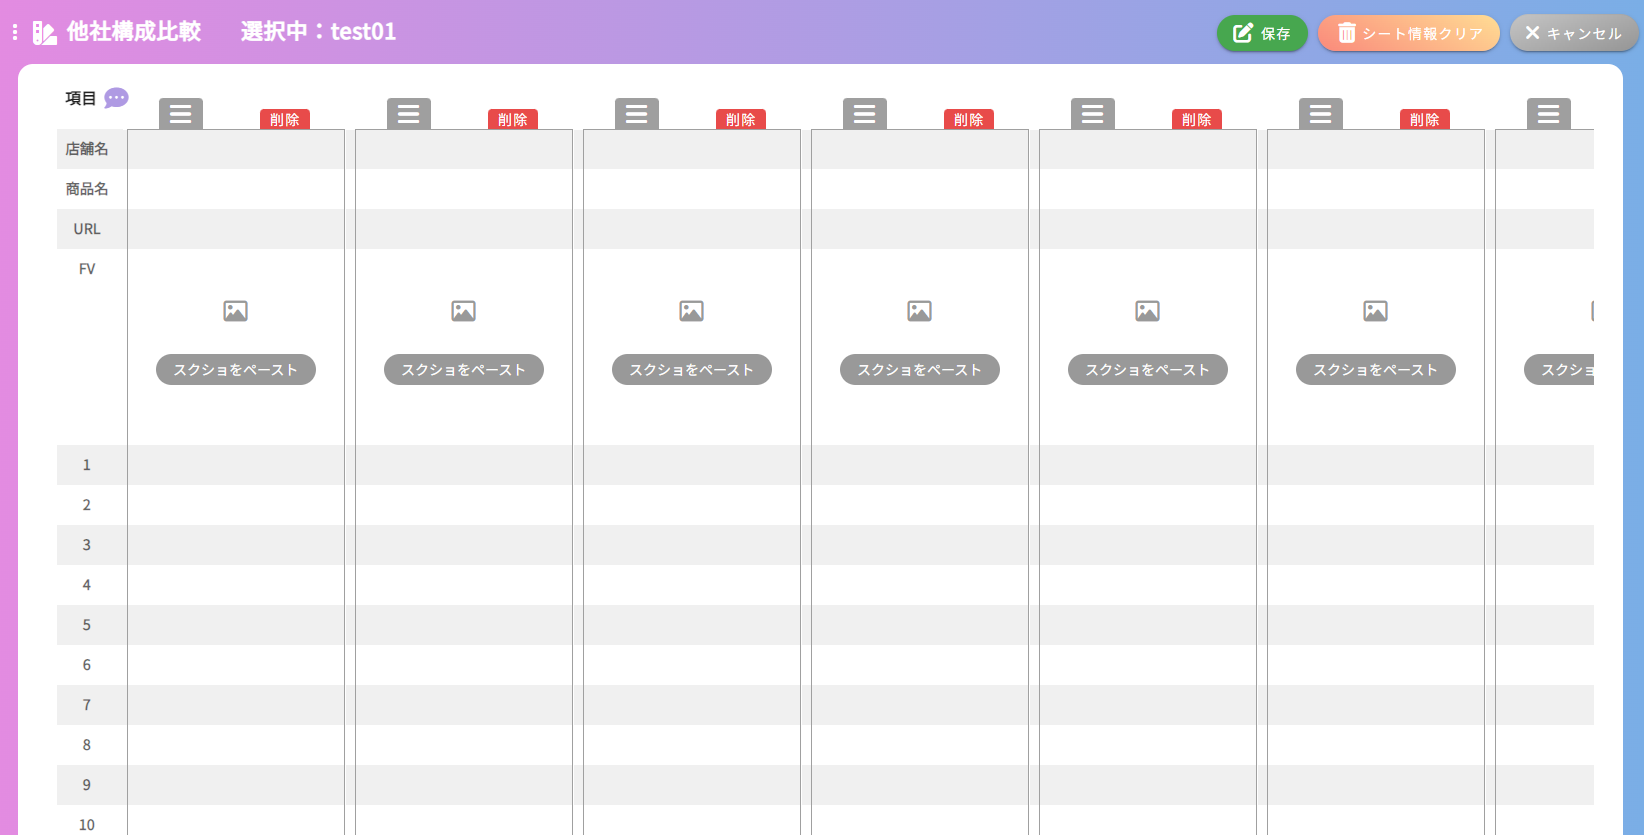 他社構成比較 選択中：test01
保存 シート情報クリア キャンセル
項目
削除 削除 削除 削除 削除 削除
店舗名
商品名
URL
FV
スクショをペースト スクショをペースト スクショをペースト スクショをペースト スクショをペースト スクショをペースト スクショ
1
2
3
4
5
6
7
8
9
10